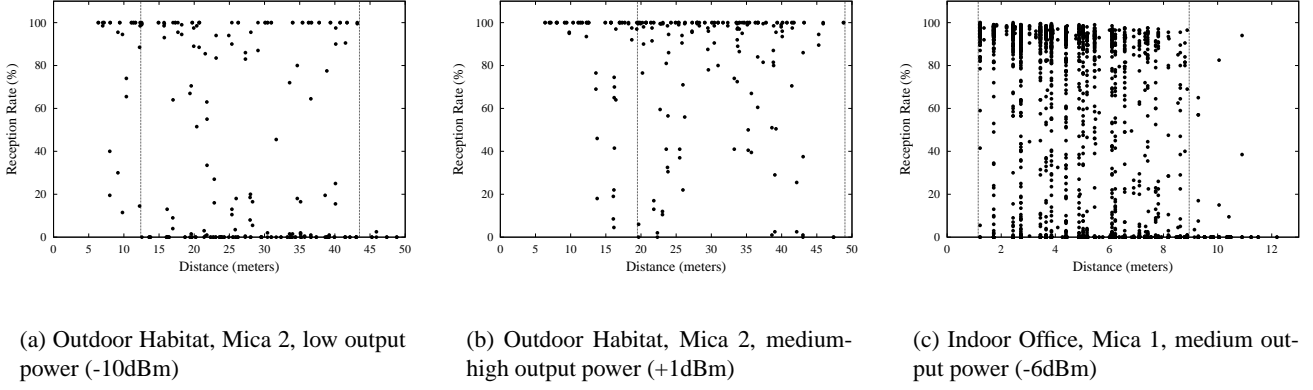 100
80
60
40
20
0
Reception Rate (%)
0 5 10 15 20 25 30 35 40 45 50
Distance (meters)
100
80
60
40
20
0
Reception Rate (%)
0 5 10 15 20 25 30 35 40 45 50
Distance (meters)
100
80
60
40
20
0
Reception Rate (%)
0 2 4 6 8 10 12
Distance (meters)
(a) Outdoor Habitat, Mica 2, low output
power (-10dBm)
(b) Outdoor Habitat, Mica 2, medium-
high output power (+1dBm)
(c) Indoor Office, Mica 1, medium out-
put power (-6dBm)